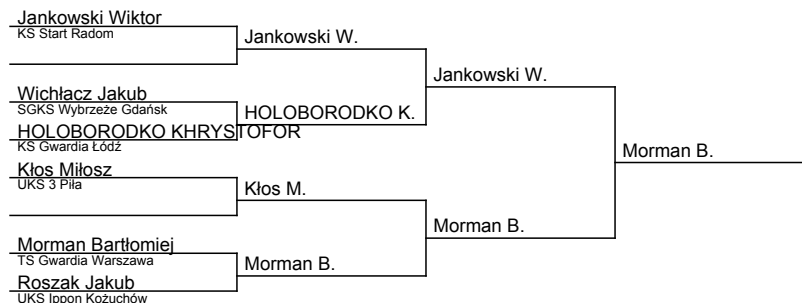 Jankowski Wiktor
KS Start Radom
Jankowski W.
Jankowski W.
Wichłacz Jakub
SGKS Wybrzeże Gdańsk
HOLOBORODKO K.
HOLOBORODKO KHRYSTOFOR
KS Gwardia Łódź
Morman B.
Kłos Miłosz
UKS 3 Piła
Kłos M.
Morman B.
Morman Bartłomiej
TS Gwardia Warszawa
Morman B.
Roszak Jakub
UKS Ippon Kożuchów